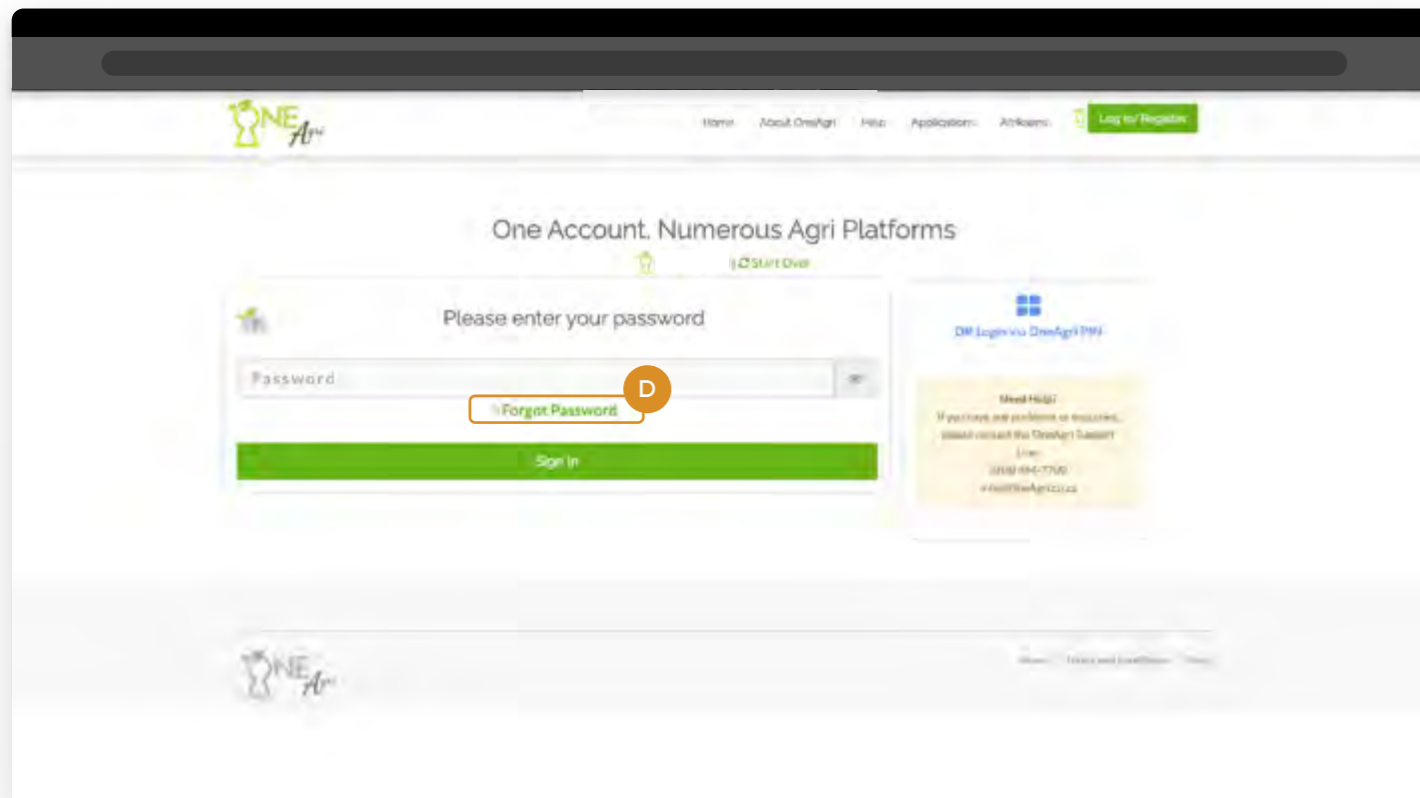 ONE Agri
Home About OneAgri Help Applications Afrikaans Log In/ Register
One Account. Numerous Agri Platforms
Start Over
Please enter your password
OR Login via OneAgri PIN
Password
D
Forgot Password
Sign In
Need Help?
If you have any problems or enquiries,
please contact the OneAgri Support
Line:
ONE Agri